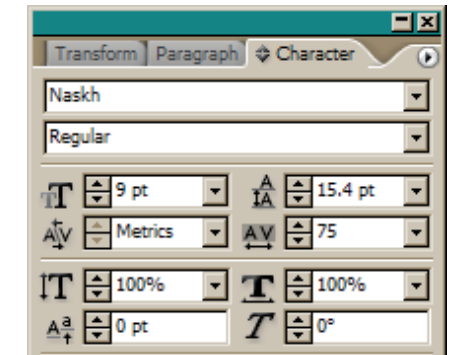 Transform Paragraph Character
Naskh
Regular
9 pt 15.4 pt
Metrics 75
100% 100%
0 pt 0°